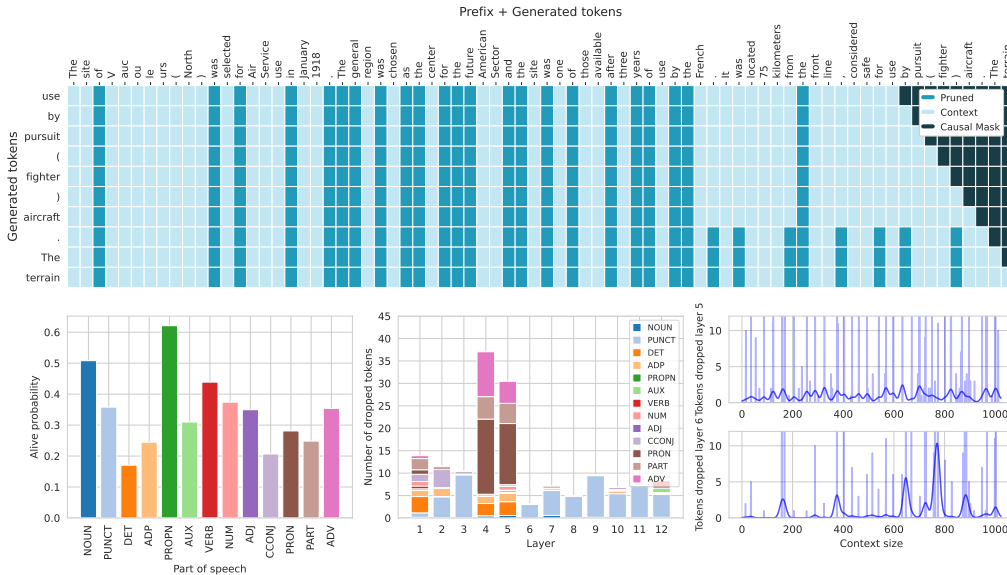 Prefix + Generated tokens
The site of V auc ou le urs ( North ) was selected for Air Service use in January 1918 . The general region was chosen as the center for the future American Sector and the site was one of those available after three years of use by the French . It was located 75 kilometers from the front line , considered safe for use by pursuit ( fighter ) aircraft . The terrain
Generated tokens
use
by
pursuit
(
fighter
)
aircraft
.
The
terrain
Pruned
Context
Causal Mask
Alive probability
0.6
0.5
0.4
0.3
0.2
0.1
0.0
NOUN PUNCT DET ADP PROPN AUX VERB NUM ADJ CCONJ PRON PART ADV
Part of speech
Number of dropped tokens
45
40
35
30
25
20
15
10
5
0
1 2 3 4 5 6 7 8 9 10 11 12
Layer
NOUN
PUNCT
DET
ADP
PROPN
AUX
VERB
NUM
ADJ
CCONJ
PRON
PART
ADV
Tokens dropped layer 5
10
5
0
0 200 400 600 800 1000
Tokens dropped layer 6
10
5
0
0 200 400 600 800 1000
Context size